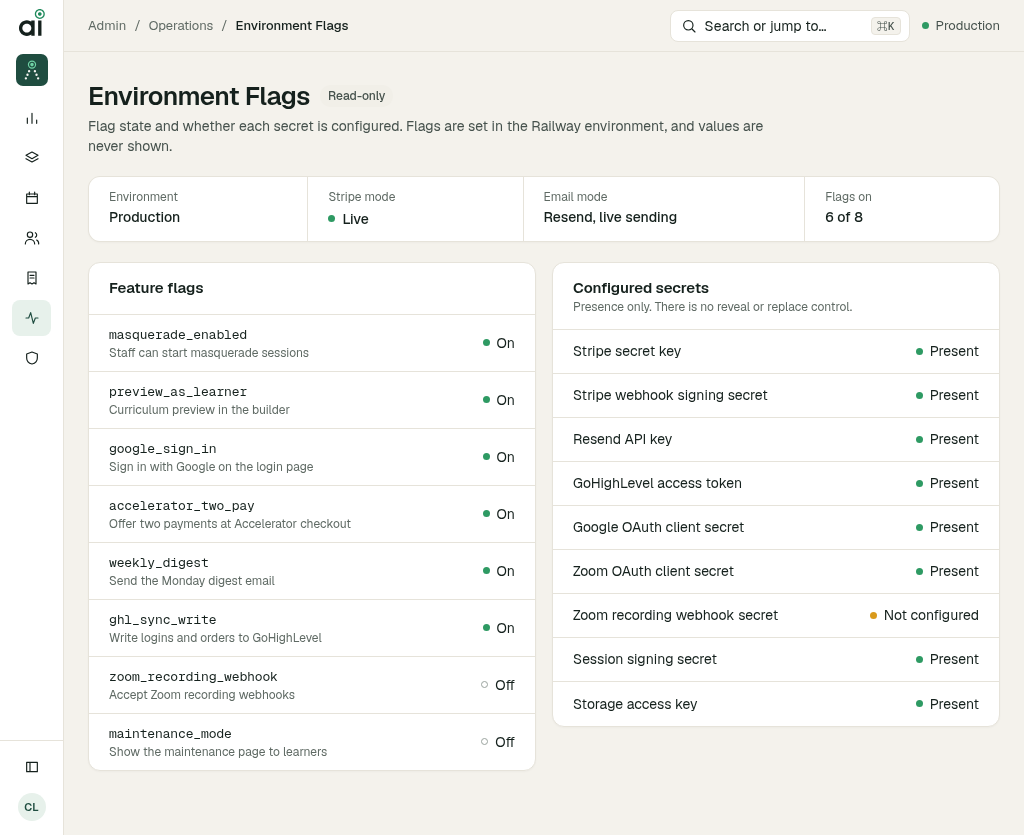 ai
Admin / Operations / Environment Flags
Search or jump to…
⌘K
Production
Environment Flags
Read-only
Flag state and whether each secret is configured. Flags are set in the Railway environment, and values are
never shown.
Environment
Production
Stripe mode
Live
Email mode
Resend, live sending
Flags on
6 of 8
Feature flags
masquerade_enabled
Staff can start masquerade sessions
On
preview_as_learner
Curriculum preview in the builder
On
google_sign_in
Sign in with Google on the login page
On
accelerator_two_pay
Offer two payments at Accelerator checkout
On
weekly_digest
Send the Monday digest email
On
ghl_sync_write
Write logins and orders to GoHighLevel
On
zoom_recording_webhook
Accept Zoom recording webhooks
Off
maintenance_mode
Show the maintenance page to learners
Off
Configured secrets
Presence only. There is no reveal or replace control.
Stripe secret key
Present
Stripe webhook signing secret
Present
Resend API key
Present
GoHighLevel access token
Present
Google OAuth client secret
Present
Zoom OAuth client secret
Present
Zoom recording webhook secret
Not configured
Session signing secret
Present
Storage access key
Present
CL